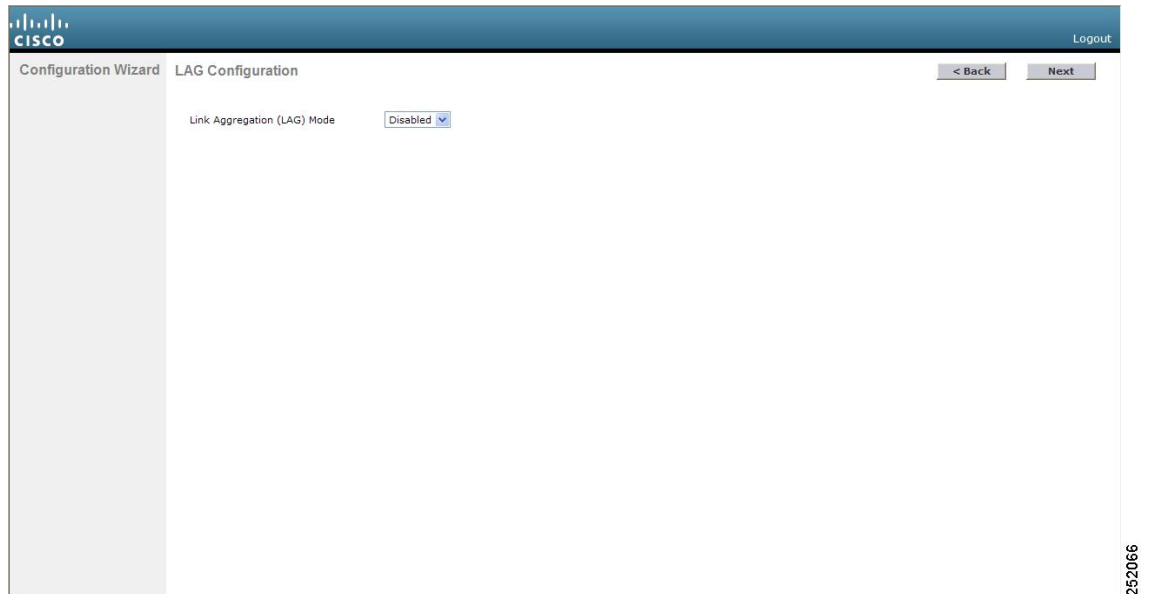 CISCO
Logout
Configuration Wizard
LAG Configuration
< Back
Next
Link Aggregation (LAG) Mode
Disabled
252066